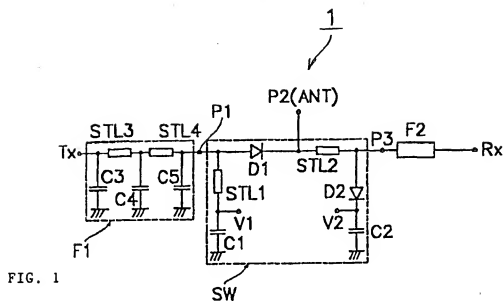 1
P2(ANT)
P1
STL3 STL4
Tx
P3
F2
Rx
D1
STL2
C3
C4
C5
STL1
D2
V1
V2
C1
C2
F1
SW
FIG. 1